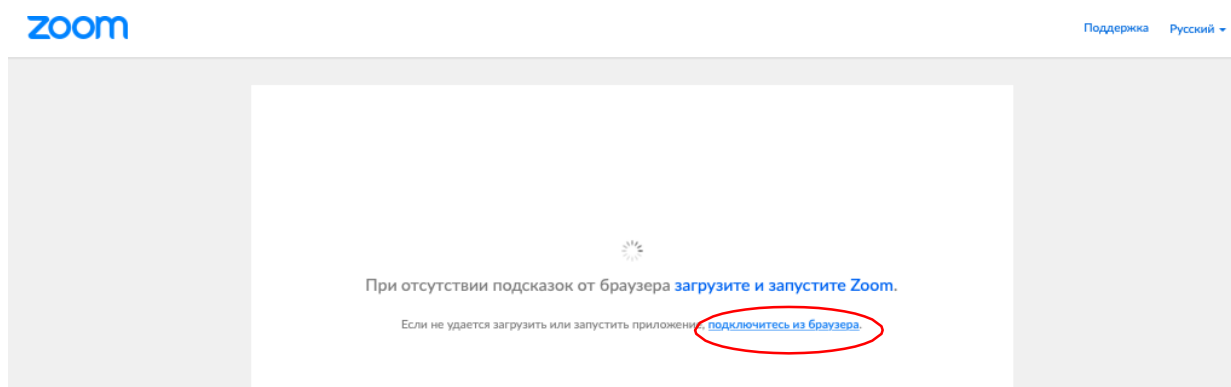 zoom
Поддержка Русский
При отсутствии подсказок от браузера загрузите и запустите Zoom.
Если не удается загрузить или запустить приложение, подключитесь из браузера.